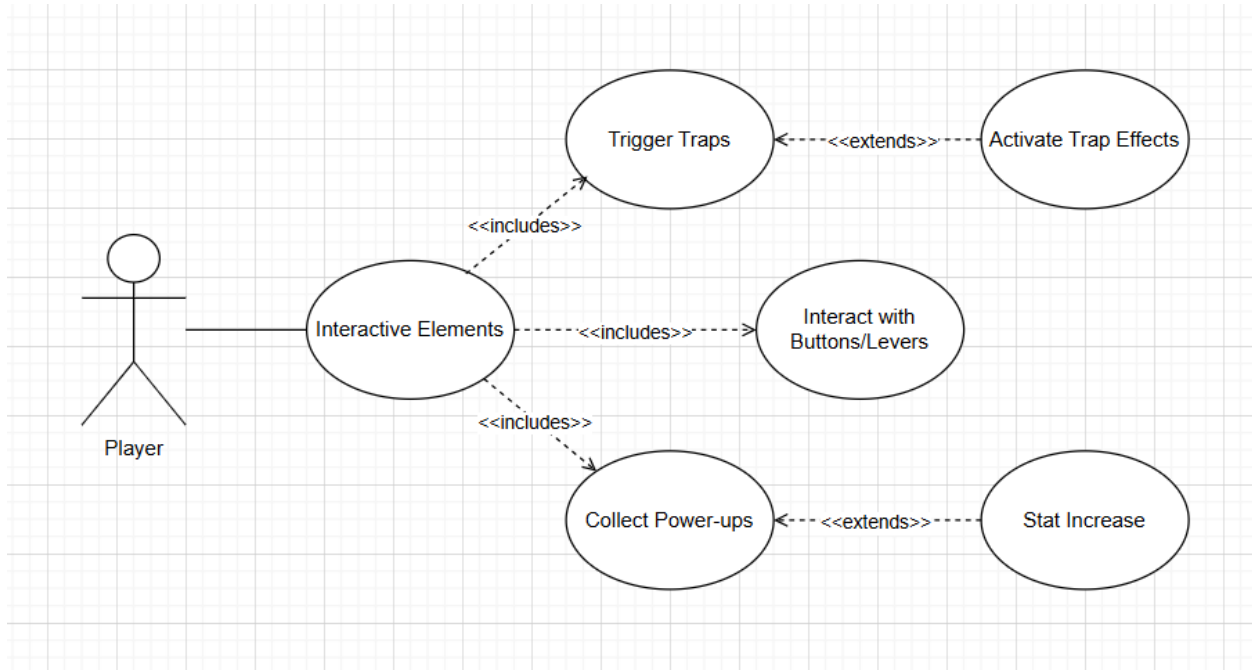 Trigger Traps
<<extends>>
Activate Trap Effects
<<includes>>
Player
Interactive Elements
<<includes>>
Interact with
Buttons/Levers
<<includes>>
Collect Power-ups
<<extends>>
Stat Increase